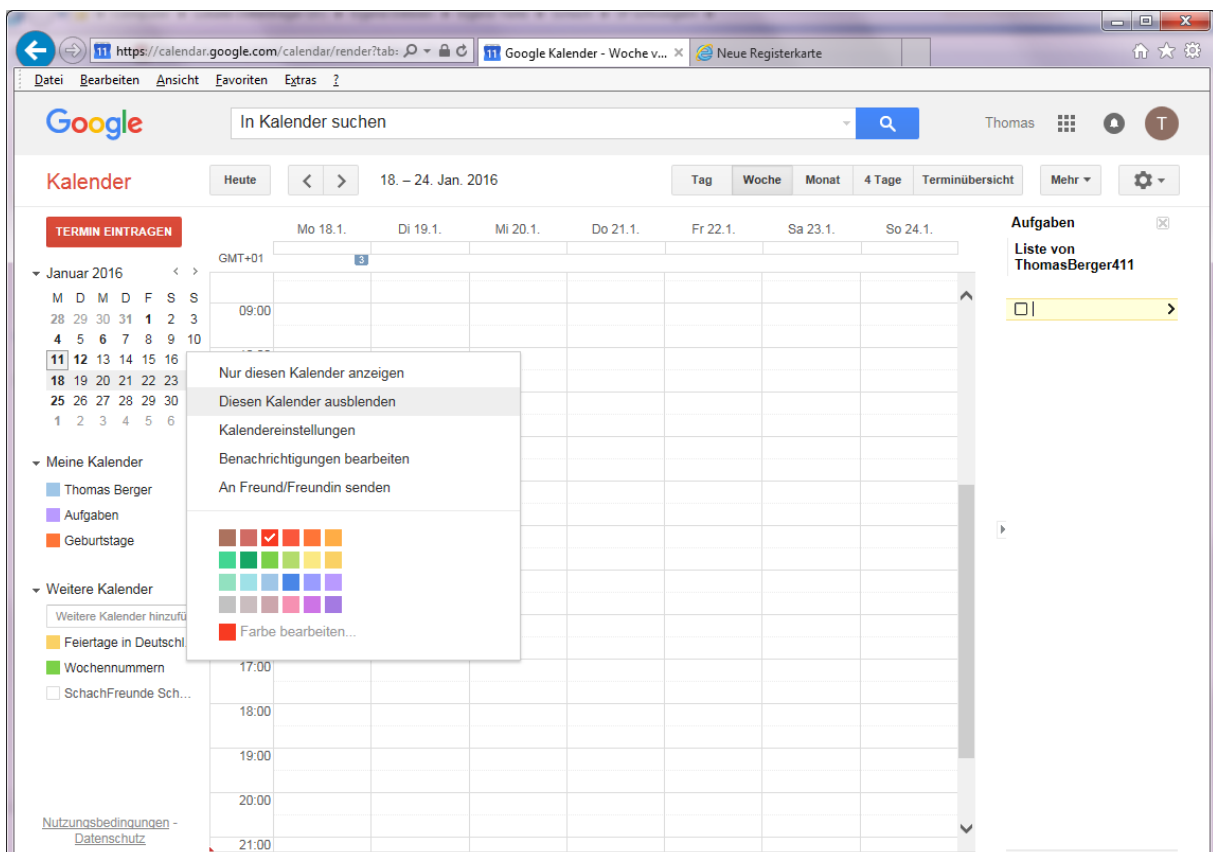 https://calendar.google.com/calendar/render?tab:
11 Google Kalender - Woche v...
Neue Registerkarte
Datei Bearbeiten Ansicht Favoriten Extras ?
Google
In Kalender suchen
Thomas
T
Kalender
Heute
18. – 24. Jan. 2016
Tag Woche Monat 4 Tage Terminübersicht
Mehr
TERMIN EINTRAGEN
Januar 2016
M D M D F S S
28 29 30 31 1 2 3
4 5 6 7 8 9 10
11 12 13 14 15 16
18 19 20 21 22 23
25 26 27 28 29 30
1 2 3 4 5 6
Meine Kalender
Thomas Berger
Aufgaben
Geburtstage
Weitere Kalender
Weitere Kalender hinzufü
Feiertage in Deutschl
Wochennummern
SchachFreunde Sch...
Nutzungsbedingungen -
Datenschutz
Mo 18.1. Di 19.1. Mi 20.1. Do 21.1. Fr 22.1. Sa 23.1. So 24.1.
GMT+01
3
09:00
Nur diesen Kalender anzeigen
Diesen Kalender ausblenden
Kalendereinstellungen
Benachrichtigungen bearbeiten
An Freund/Freundin senden
Farbe bearbeiten...
17:00
18:00
19:00
20:00
21:00
Aufgaben
Liste von
ThomasBerger411